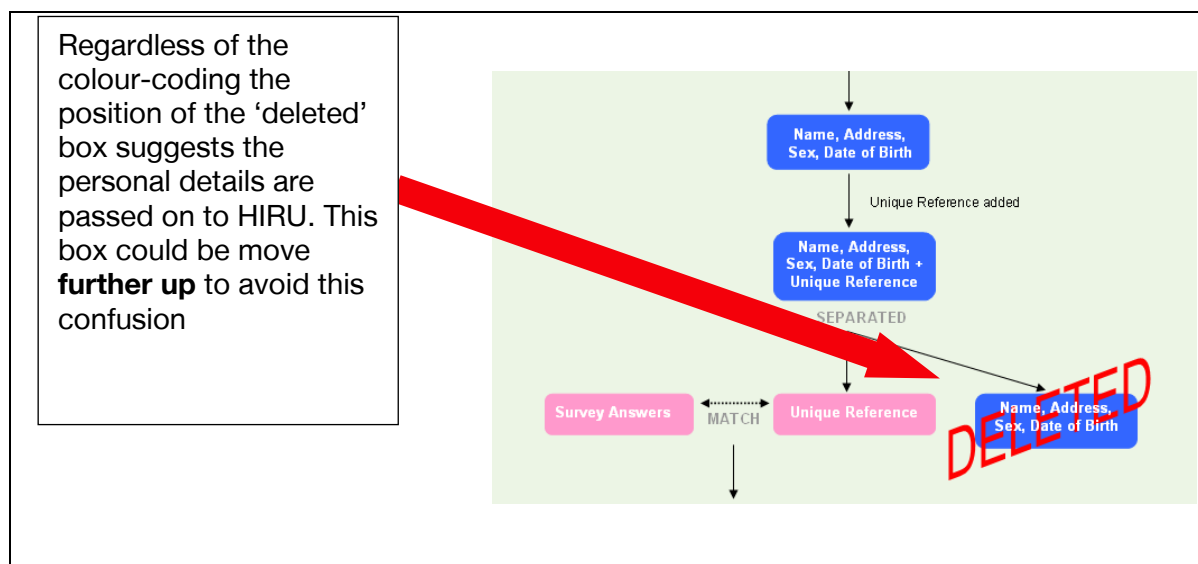 Regardless of the
colour-coding the
position of the ‘deleted’
box suggests the
personal details are
passed on to HIRU. This
box could be move
further up to avoid this
confusion
Name, Address,
Sex, Date of Birth
Unique Reference added
Name, Address,
Sex, Date of Birth +
Unique Reference
SEPARATED
Survey Answers
MATCH
Unique Reference
Name, Address,
Sex, Date of Birth
DELETED